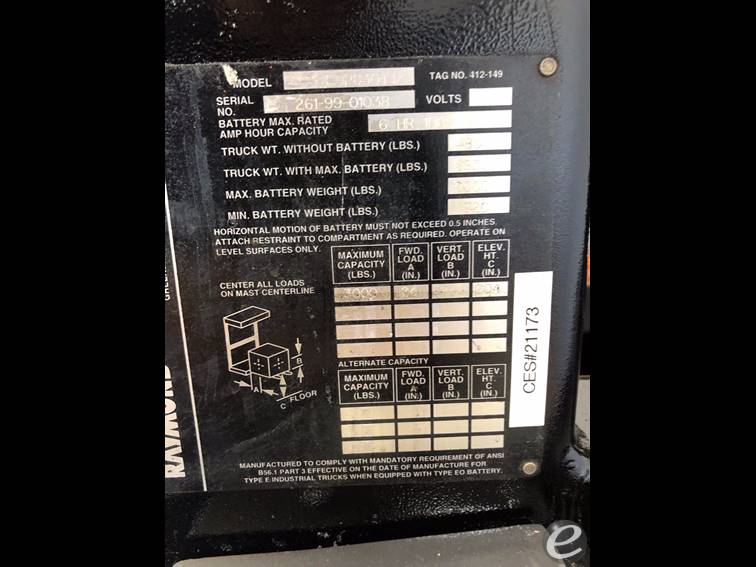 MODEL
TAG NO. 412-149
SERIAL NO. 261-99-01038 VOLTS
BATTERY MAX. RATED
AMP HOUR CAPACITY 6 HR
TRUCK WT. WITHOUT BATTERY (LBS.)
TRUCK WT. WITH MAX. BATTERY (LBS.)
MAX. BATTERY WEIGHT (LBS.)
MIN. BATTERY WEIGHT (LBS.)
HORIZONTAL MOTION OF BATTERY MUST NOT EXCEED 0.5 INCHES.
ATTACH RESTRAINT TO COMPARTMENT AS REQUIRED. OPERATE ON
LEVEL SURFACES ONLY.
MAXIMUM CAPACITY (LBS.) FWD. LOAD A (IN.) VERT. LOAD B (IN.) ELEV. HT. C (IN.)
3000
CENTER ALL LOADS
ON MAST CENTERLINE
A
B
C
FLOOR
ALTERNATE CAPACITY
MAXIMUM CAPACITY (LBS.) FWD. LOAD A (IN.) VERT. LOAD B (IN.) ELEV. HT. C (IN.)
MANUFACTURED TO COMPLY WITH MANDATORY REQUIREMENT OF ANSI
B56.1 PART 3 EFFECTIVE ON THE DATE OF MANUFACTURE FOR
TYPE E INDUSTRIAL TRUCKS WHEN EQUIPPED WITH TYPE EO BATTERY.
RAYMOND
CES#21173
e